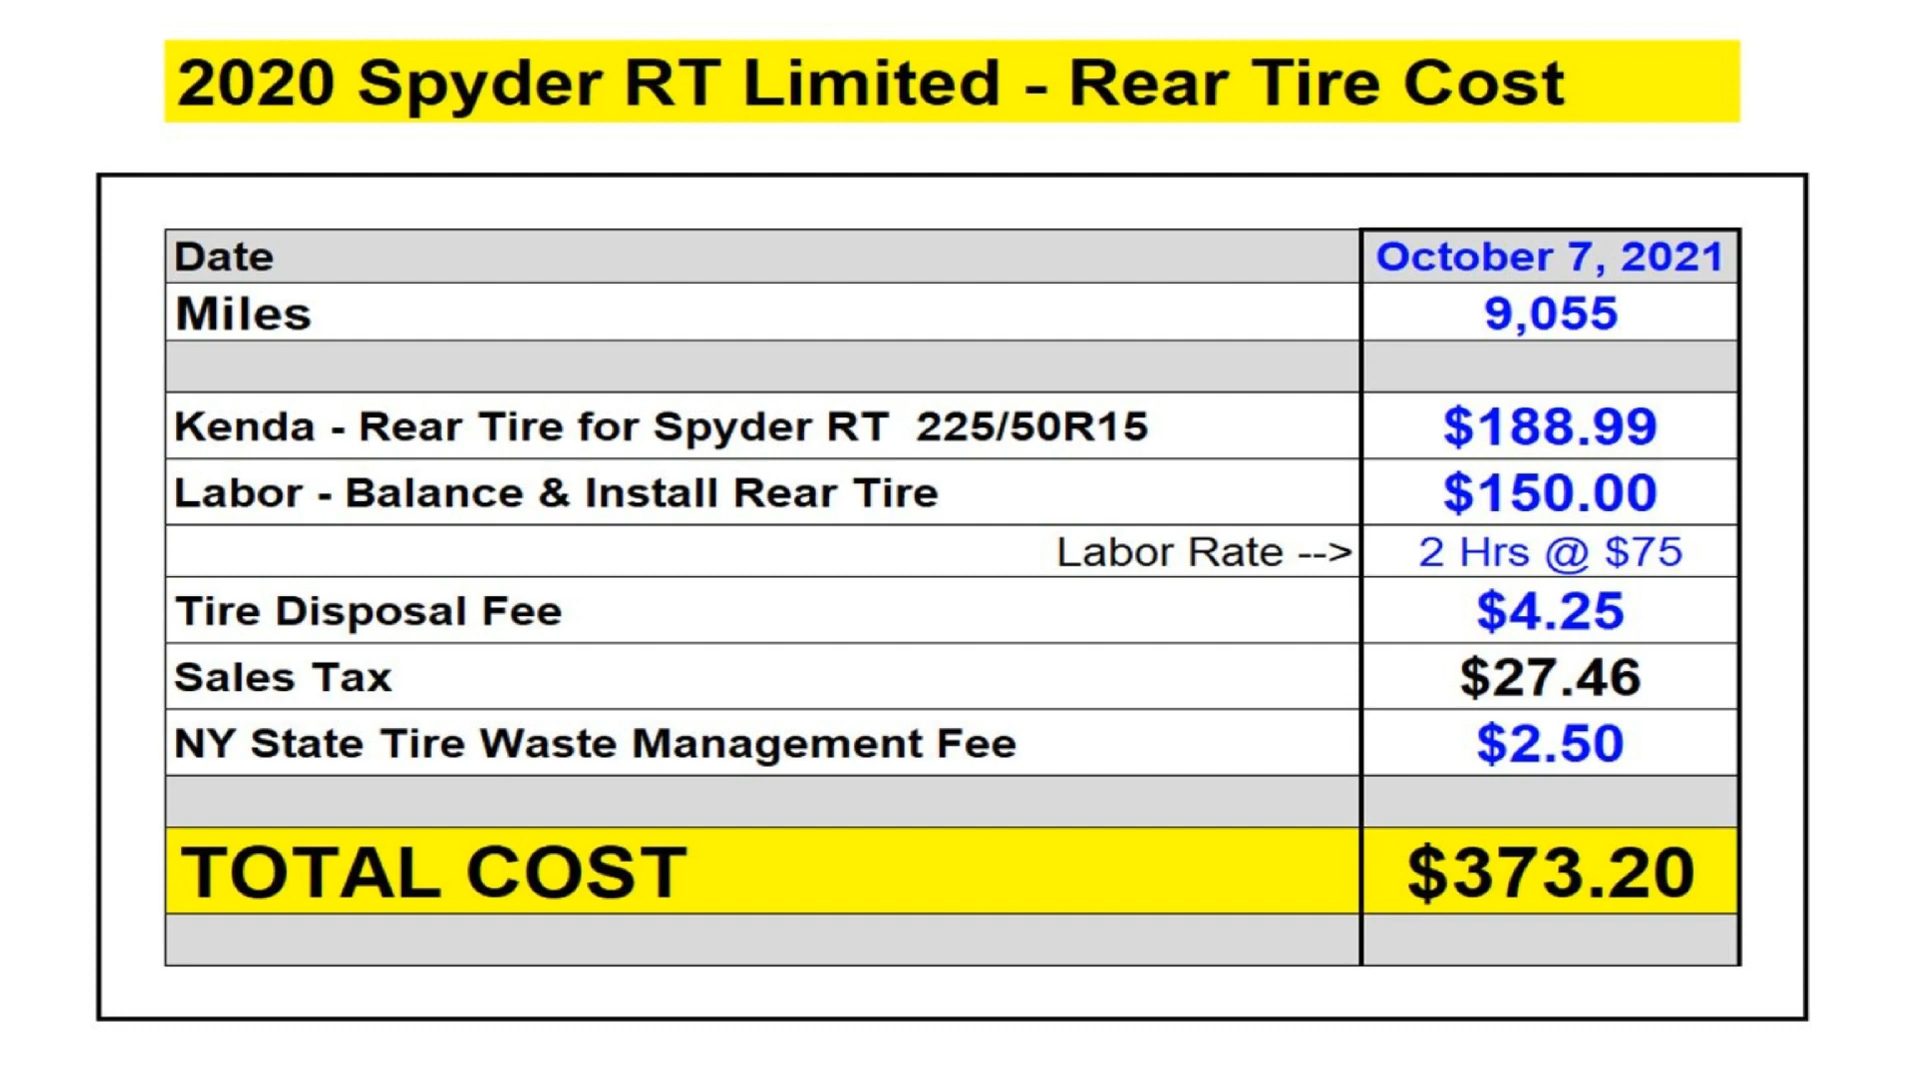 2020 Spyder RT Limited - Rear Tire Cost
Date October 7, 2021
Miles 9,055
Kenda - Rear Tire for Spyder RT 225/50R15 $188.99
Labor - Balance & Install Rear Tire $150.00
Labor Rate --> 2 Hrs @ $75
Tire Disposal Fee $4.25
Sales Tax $27.46
NY State Tire Waste Management Fee $2.50
TOTAL COST $373.20